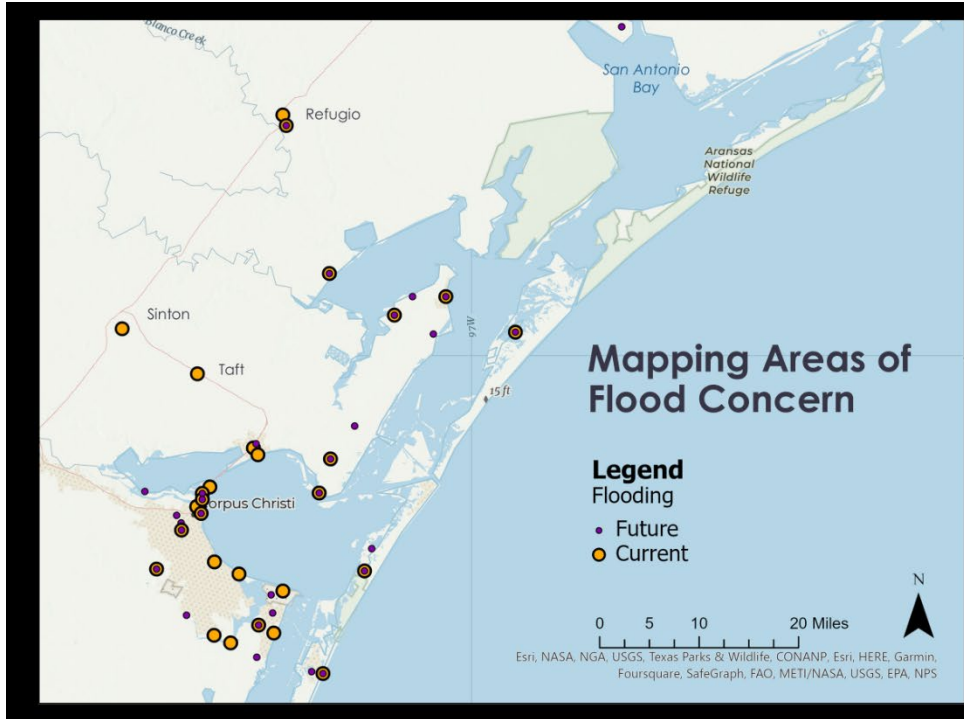 Blanco Creek
San Antonio
Bay
Refugio
Aransas
National
Wildlife
Refuge
Sinton
97W
Taft
Mapping Areas of
Flood Concern
15 ft
Legend
Flooding
Future
Current
orpus Christi
N
0 5 10 20 Miles
Esri, NASA, NGA, USGS, Texas Parks & Wildlife, CONANP, Esri, HERE, Garmin,
Foursquare, SafeGraph, FAO, METI/NASA, USGS, EPA, NPS